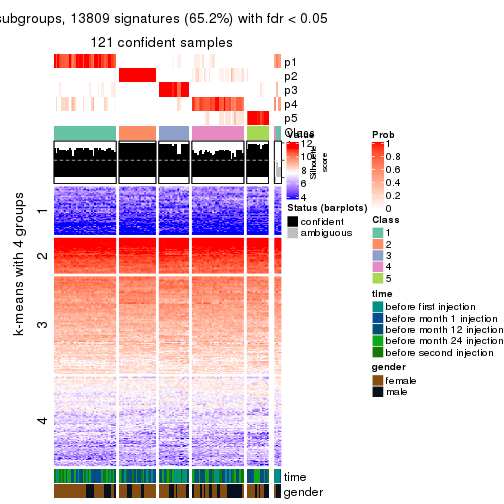 subgroups, 13809 signatures (65.2%) with fdr < 0.05
121 confident samples
p1
p2
p3
p4
p5
Class
k-means with 4 groups
1
2
3
4
12
10
8
6
4
Silhouette
score
Status (barplots)
confident
ambiguous
Prob
1
0.8
0.6
0.4
0.2
0
Class
1
2
3
4
5
time
before first injection
before month 1 injection
before month 12 injection
before month 24 injection
before second injection
gender
female
male
time
gender